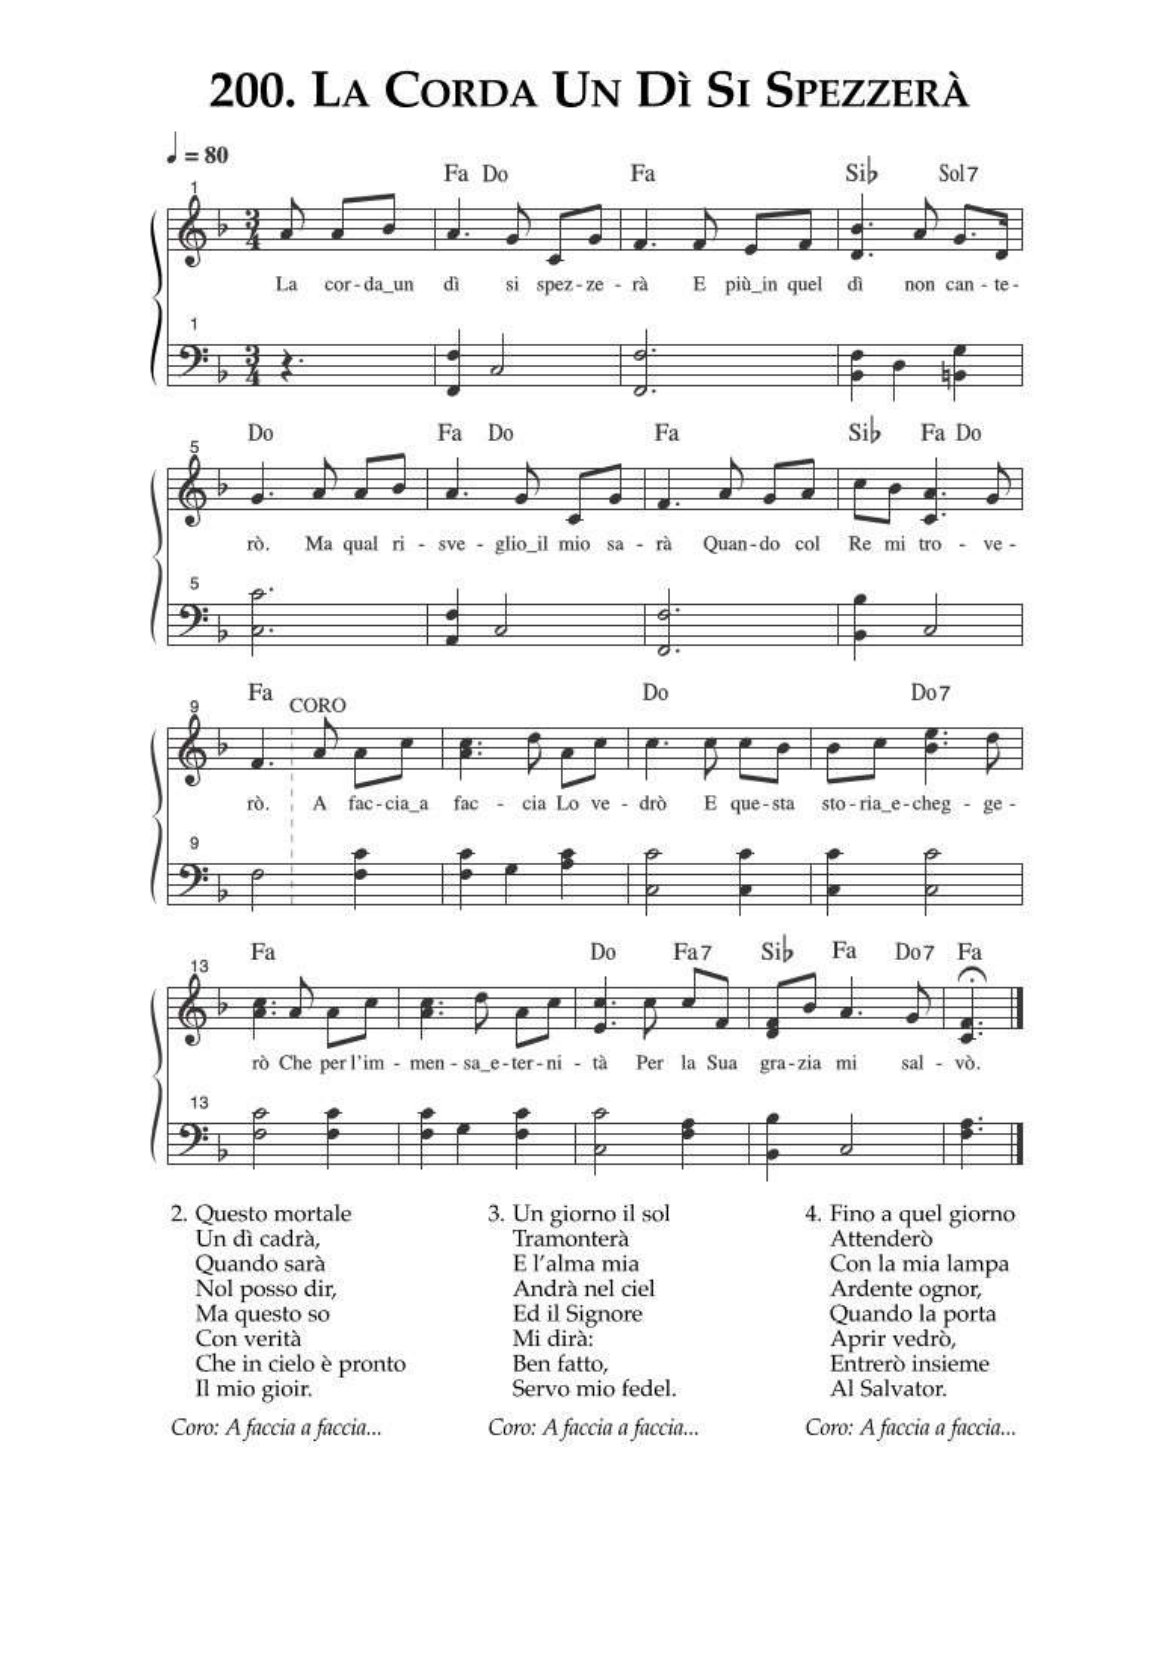 200. La Corda Un Dì Si Spezzerà
♩ = 80
Fa Do Fa Si♭ Sol7
1
3 4
La cor-da_un dì si spez-ze - rà E più_in quel dì non can - te -
1
3 4
Do Fa Do Fa Si♭ Fa Do
5
rò. Ma qual ri - sve - glio_il mio sa - rà Quan-do col Re mi tro - ve -
5
Fa CORO Do Do7
9
rò. A fac-cia_a fac - cia Lo ve - drò E que-sta sto-ria_e-cheg - ge -
9
Fa Do Fa7 Si♭ Fa Do7 Fa
13
rò Che per l'im - men - sa_e-ter-ni - tà Per la Sua gra-zia mi sal - vò.
13
2. Questo mortale
Un dì cadrà,
Quando sarà
Nol posso dir,
Ma questo so
Con verità
Che in cielo è pronto
Il mio gioir.
Coro: A faccia a faccia...
3. Un giorno il sol
Tramonterà
E l'alma mia
Andrà nel ciel
Ed il Signore
Mi dirà:
Ben fatto,
Servo mio fedel.
Coro: A faccia a faccia...
4. Fino a quel giorno
Attenderò
Con la mia lampa
Ardente ognor,
Quando la porta
Aprir vedrò,
Entrerò insieme
Al Salvator.
Coro: A faccia a faccia...